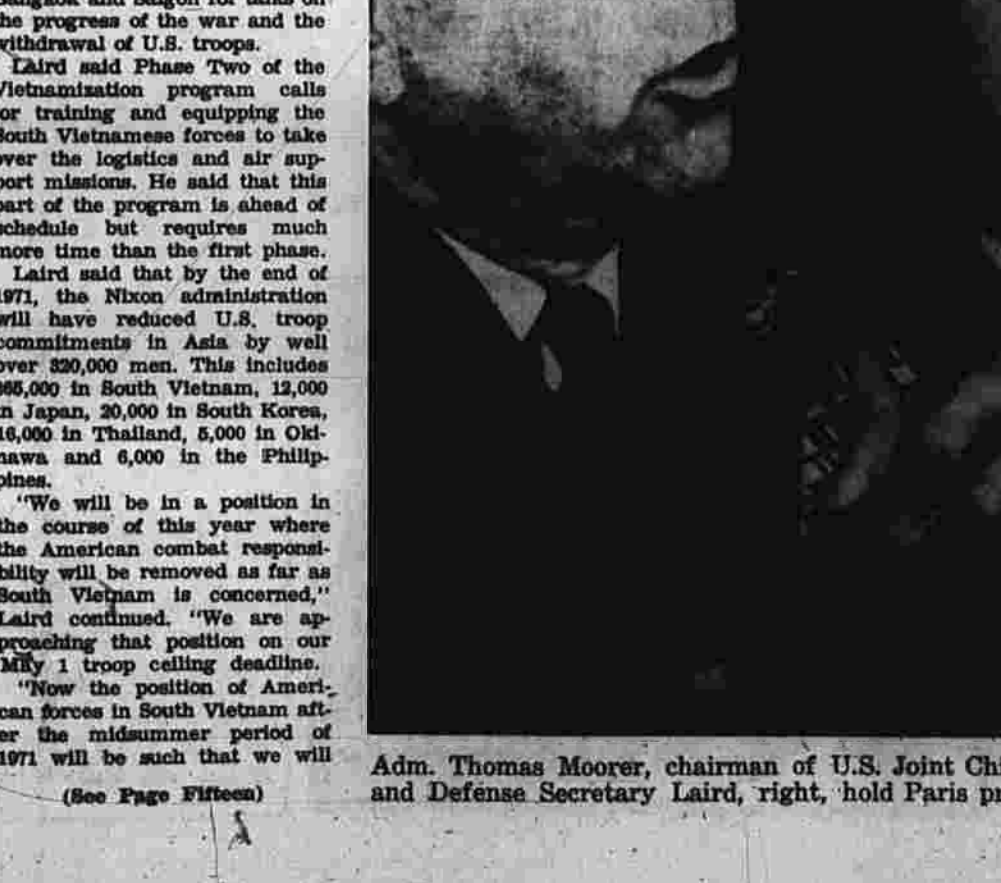 Bangkok and Saigon for talks on
the progress of the war and the
withdrawal of U.S. troops.
Laird said Phase Two of the
Vietnamization program calls
for training and equipping the
South Vietnamese forces to take
over the logistics and air sup-
port missions. He said that this
part of the program is ahead of
schedule but requires much
more time than the first phase.
Laird said that by the end of
1971, the Nixon administration
will have reduced U.S. troop
commitments in Asia by well
over 320,000 men. This includes
265,000 in South Vietnam, 12,000
in Japan, 20,000 in South Korea,
16,000 in Thailand, 5,000 in Oki-
nawa and 6,000 in the Philip-
pines.
"We will be in a position in
the course of this year where
the American combat responsi-
bility will be removed as far as
South Vietnam is concerned,"
Laird continued. "We are ap-
proaching that position on our
May 1 troop ceiling deadline.
"Now the position of Ameri-
can forces in South Vietnam aft-
er the midsummer period of
1971 will be such that we will
(See Page Fifteen)
Adm. Thomas Moorer, chairman of U.S. Joint Chi
and Defense Secretary Laird, right, hold Paris pr